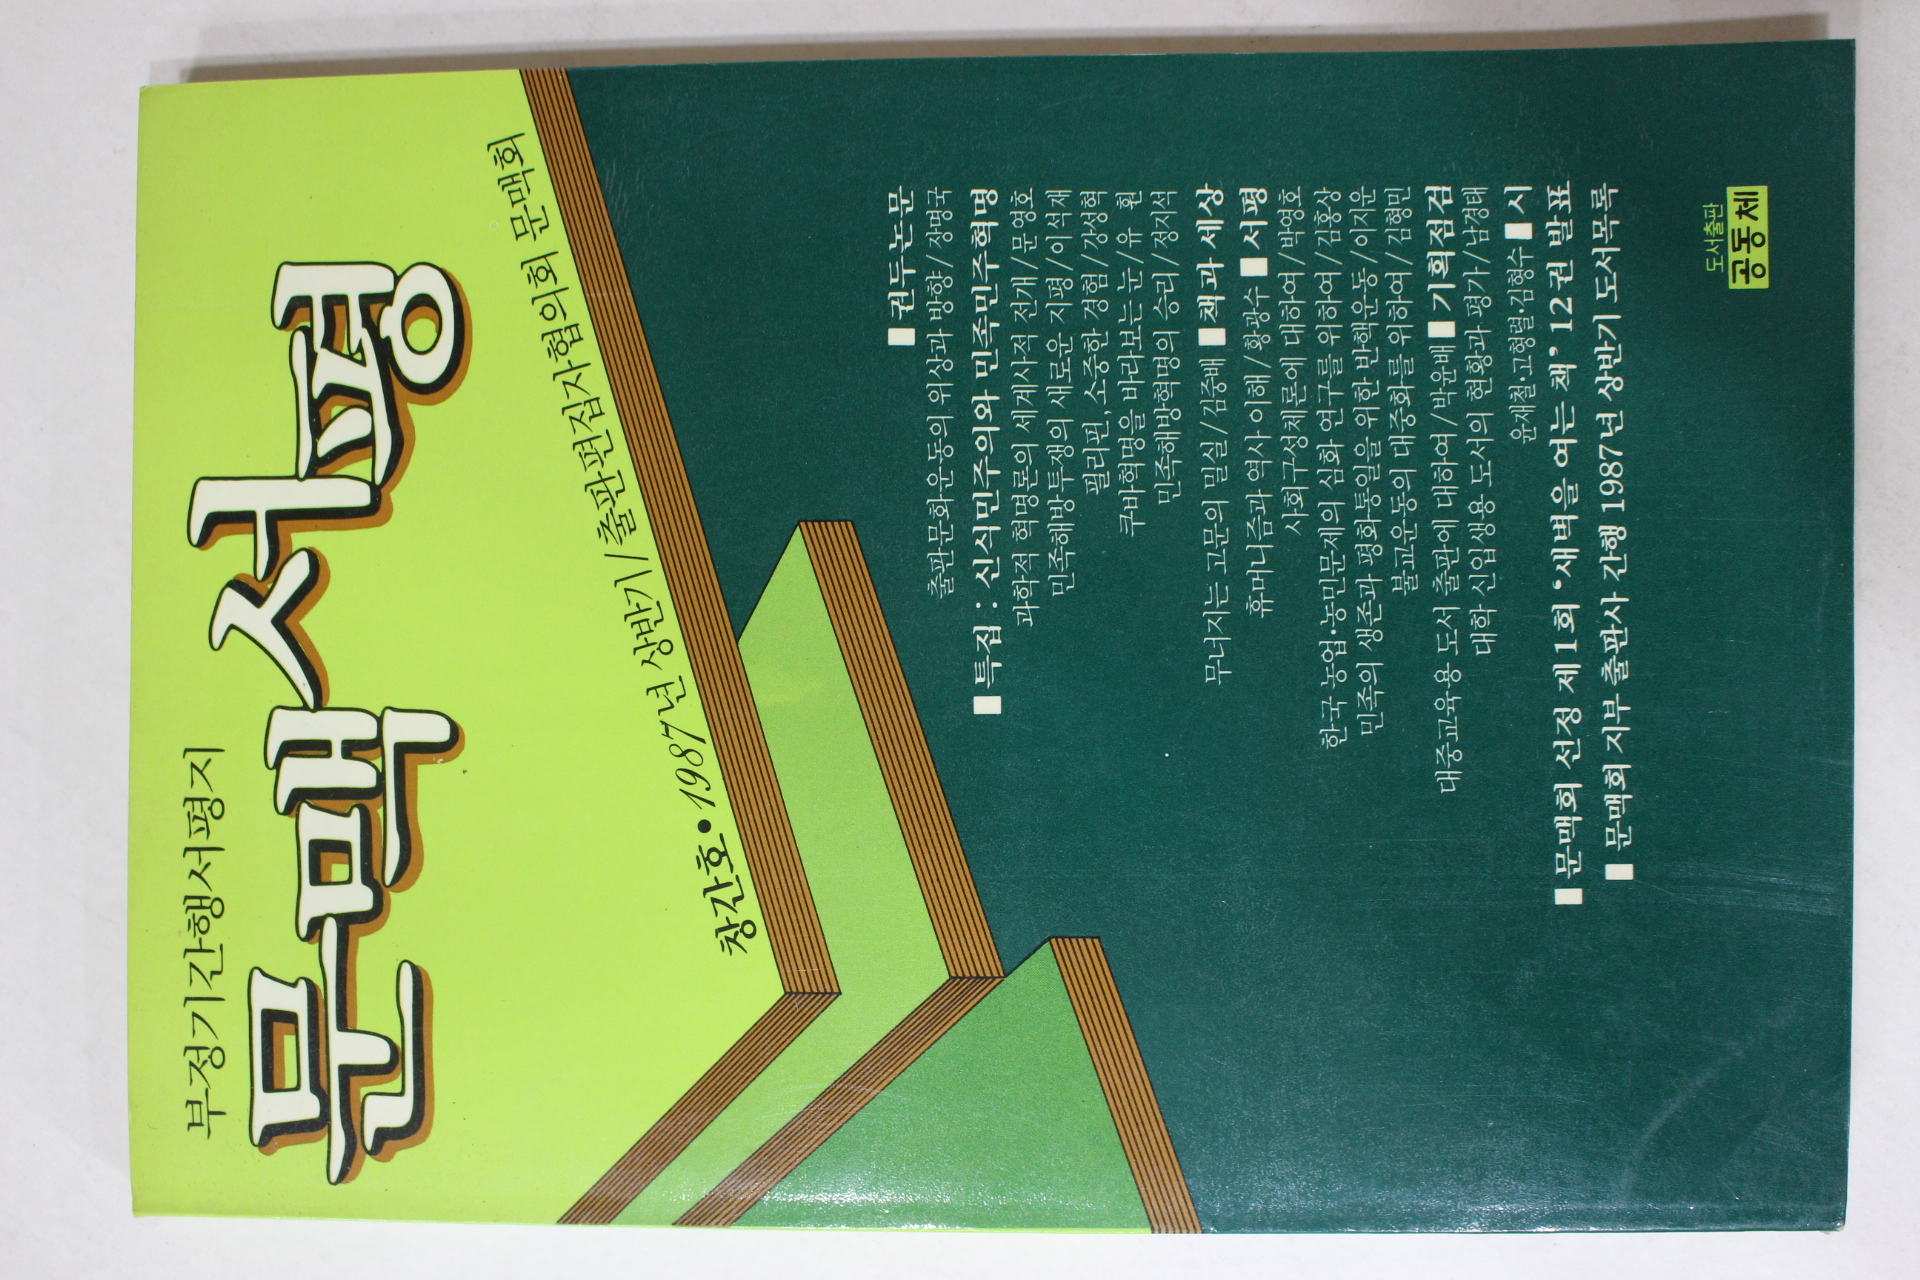 부정기간행서평지
문맥서평
창간호•1987년 상반기/출판편집자협의회 문맥회
■권두논문
출판문화운동의 위상과 방향/장명국
■특집 : 신식민주의와 민족민주혁명
과학적 혁명론의 세계사적 전개/문영호
민족해방투쟁의 새로운 지평/이석재
필리핀, 소중한 경험/강성혁
쿠바혁명을 바라보는 눈/유 훤
민족해방혁명의 승리/정지석
■책과 세상
무너지는 고문의 밀실/김중배
■서평
휴머니즘과 역사 이해/황광수
사회구성체론에 대하여/박영호
한국 농업·농민문제의 심화 연구를 위하여/김홍상
민족의 생존과 평화통일을 위한 반핵운동/이지운
불교운동의 대중화를 위하여/김형민
■기획점검
대중교육용 도서 출판에 대하여/박윤배
대학 신입생용 도서의 현황과 평가/남경태
■시
윤재철·고형렬·김형수
■문맥회 선정 제1회 ‘새벽을 여는 책’ 12권 발표
■문맥회 지부 출판사 간행 1987년 상반기 도서목록
도서출판
공동체